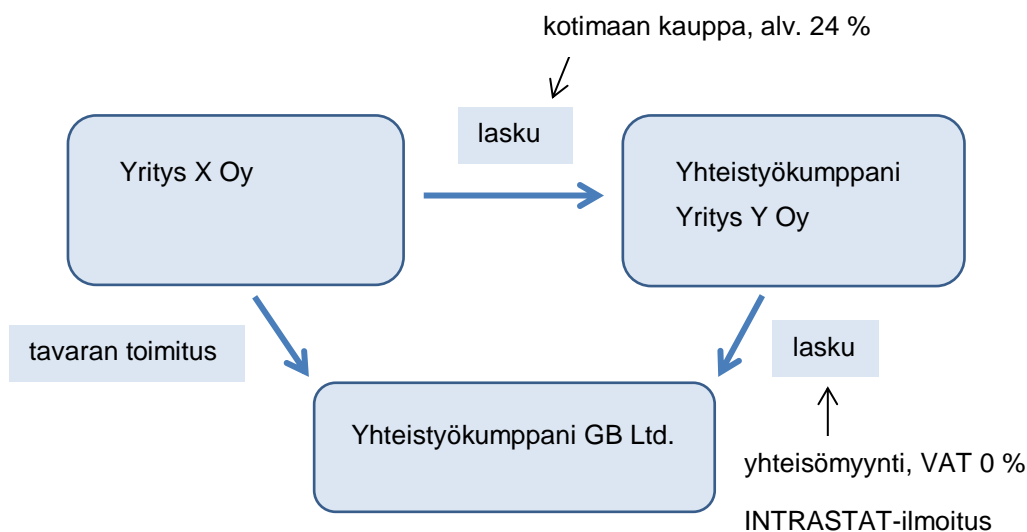 kotimaan kauppa, alv. 24 %
lasku
Yritys X Oy
Yhteistyökumppani
Yritys Y Oy
tavaran toimitus
lasku
Yhteistyökumppani GB Ltd.
yhteisömyynti, VAT 0 %
INTRASTAT-ilmoitus